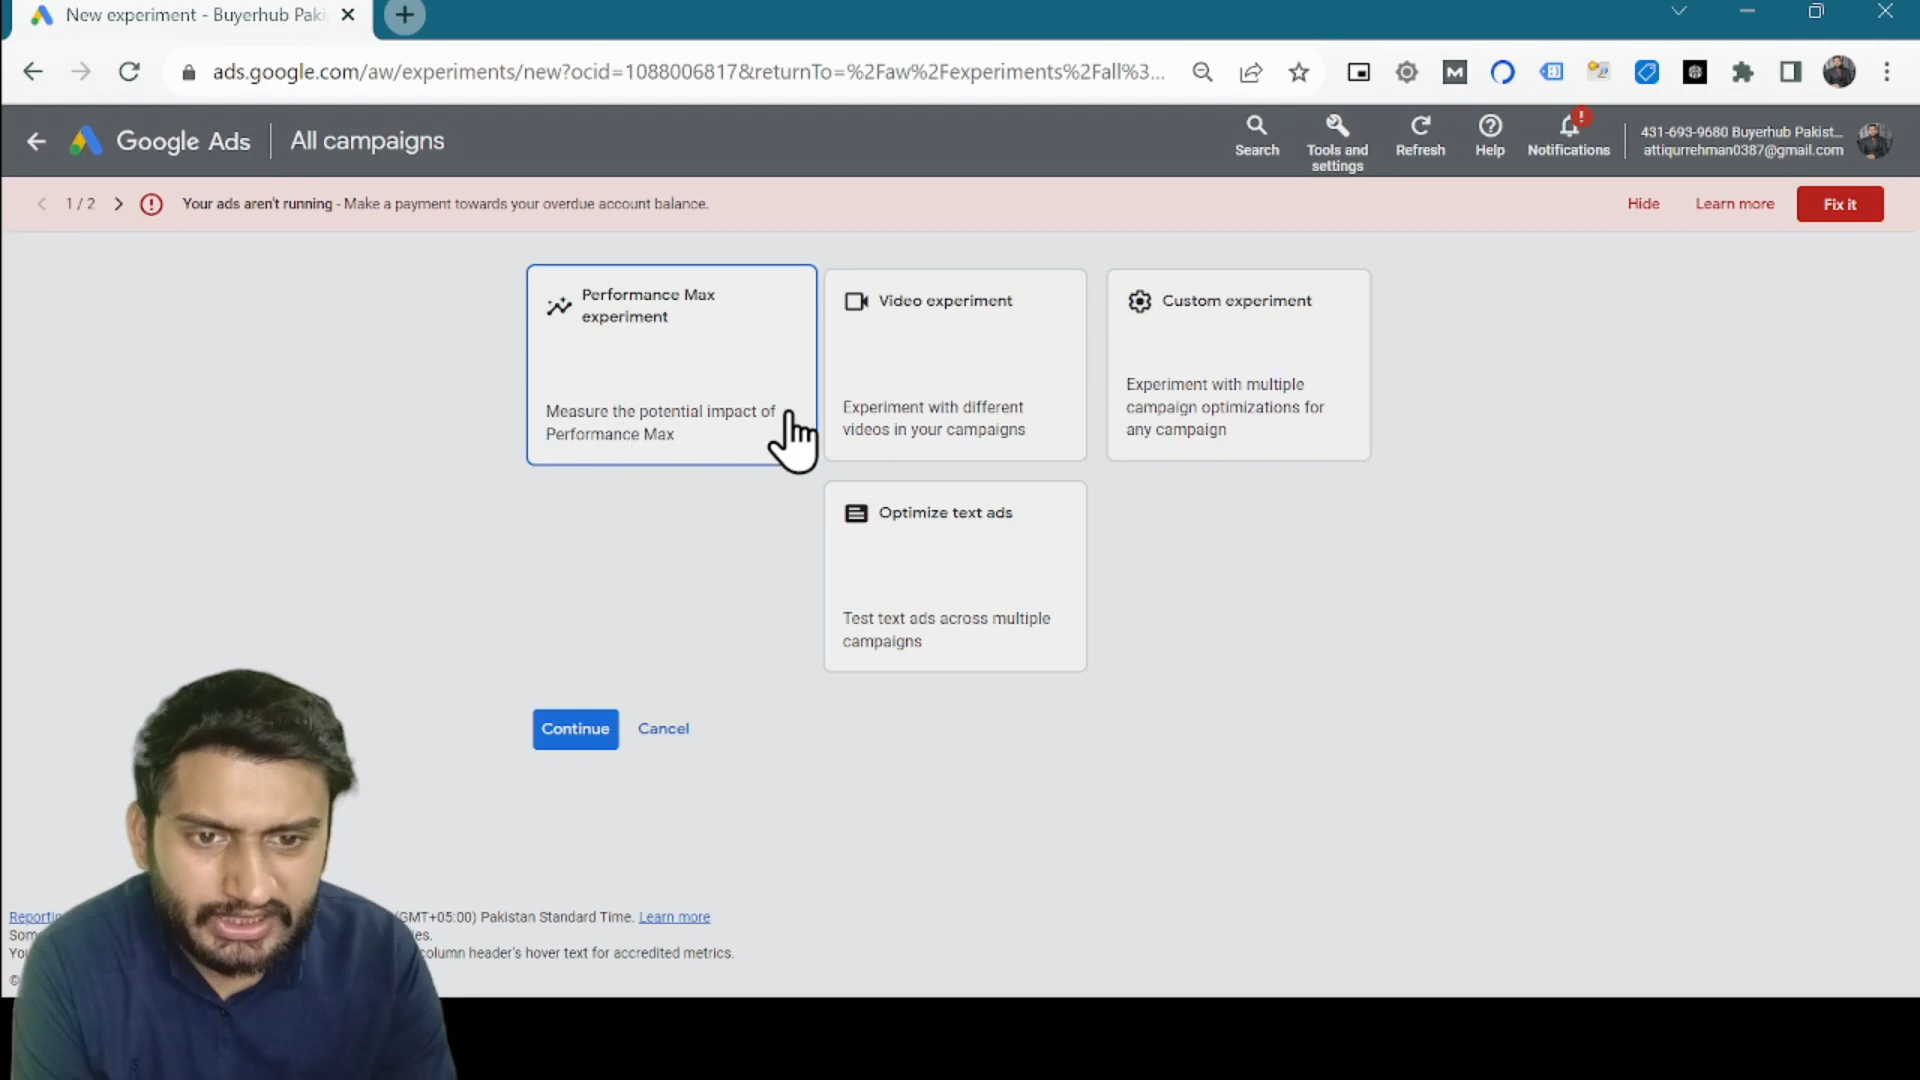 New experiment - Buyerhub Paki
ads.google.com/aw/experiments/new?ocid=1088006817&returnTo=%2Faw%2Fexperiments%2Fall%3...
Google Ads
All campaigns
Search
Tools and settings
Refresh
Help
Notifications
431-693-9680 Buyerhub Pakist...
attiqurrehman0387@gmail.com
1 / 2
Your ads aren't running - Make a payment towards your overdue account balance.
Hide
Learn more
Fix it
Performance Max
experiment
Measure the potential impact of
Performance Max
Video experiment
Experiment with different
videos in your campaigns
Custom experiment
Experiment with multiple
campaign optimizations for
any campaign
Optimize text ads
Test text ads across multiple
campaigns
Continue
Cancel
(GMT+05:00) Pakistan Standard Time. Learn more
column header's hover text for accredited metrics.